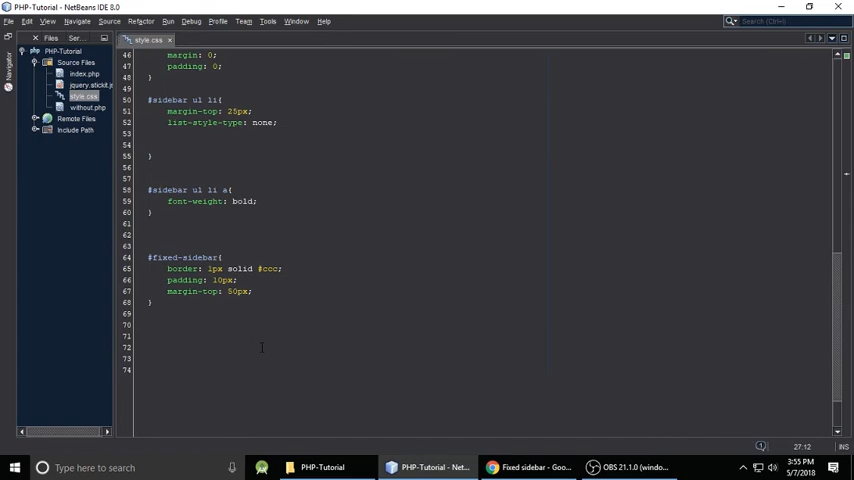 PHP-Tutorial - NetBeans IDE 8.0
File Edit View Navigate Source Refactor Run Debug Profile Team Tools Window Help
Search (Ctrl+I)
Files Ser... style.css
Navigator
PHP-Tutorial
Source Files
index.php
jquery.stickit.js
style.css
without.php
Remote Files
Include Path
46 margin: 0;
47 padding: 0;
48 }
49
50 #sidebar ul li{
51 margin-top: 25px;
52 list-style-type: none;
53
54
55 }
56
57
58 #sidebar ul li a{
59 font-weight: bold;
60 }
61
62
63
64 #fixed-sidebar{
65 border: 1px solid #ccc;
66 padding: 10px;
67 margin-top: 50px;
68 }
69
70
71
72
73
74
1 27:12 INS
Type here to search
PHP-Tutorial
PHP-Tutorial - Net...
Fixed sidebar - Goo...
OBS 21.1.0 (windo...
3:55 PM
5/7/2018